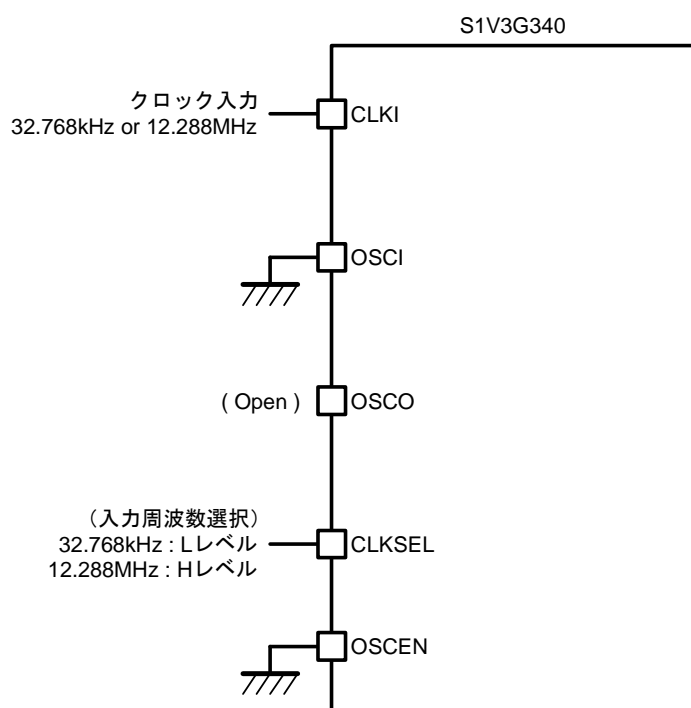 S1V3G340
クロック入力
32.768kHz or 12.288MHz
CLKI
OSCI
( Open )
OSCO
（入力周波数選択）
32.768kHz : Lレベル
12.288MHz : Hレベル
CLKSEL
OSCEN